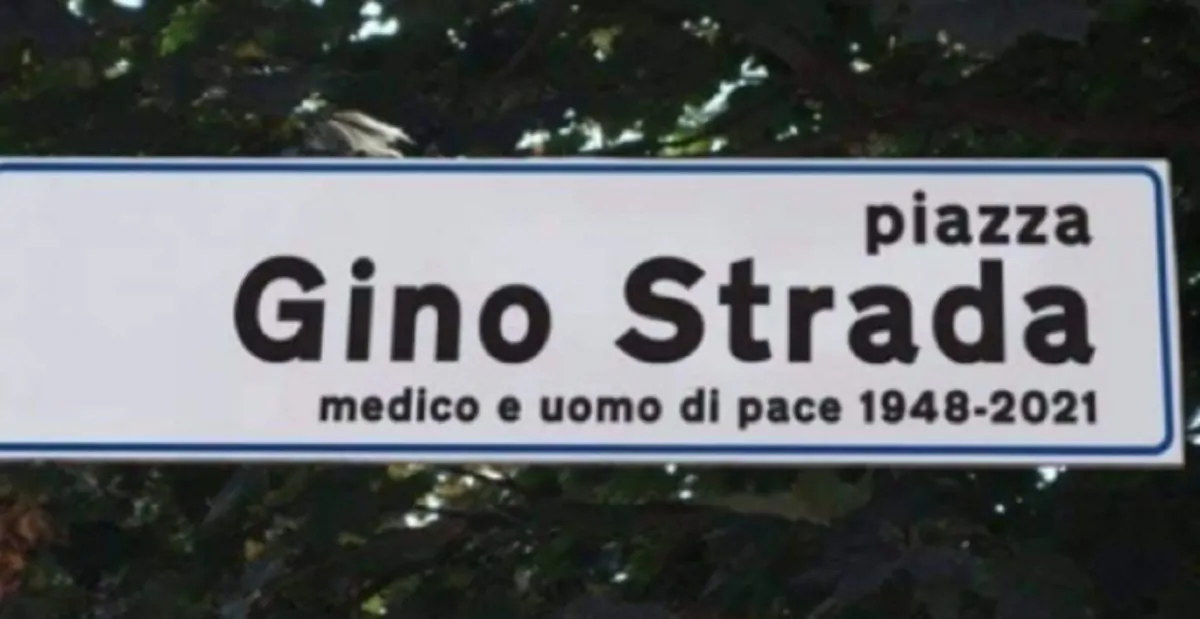 piazza
Gino Strada
medico e uomo di pace 1948-2021